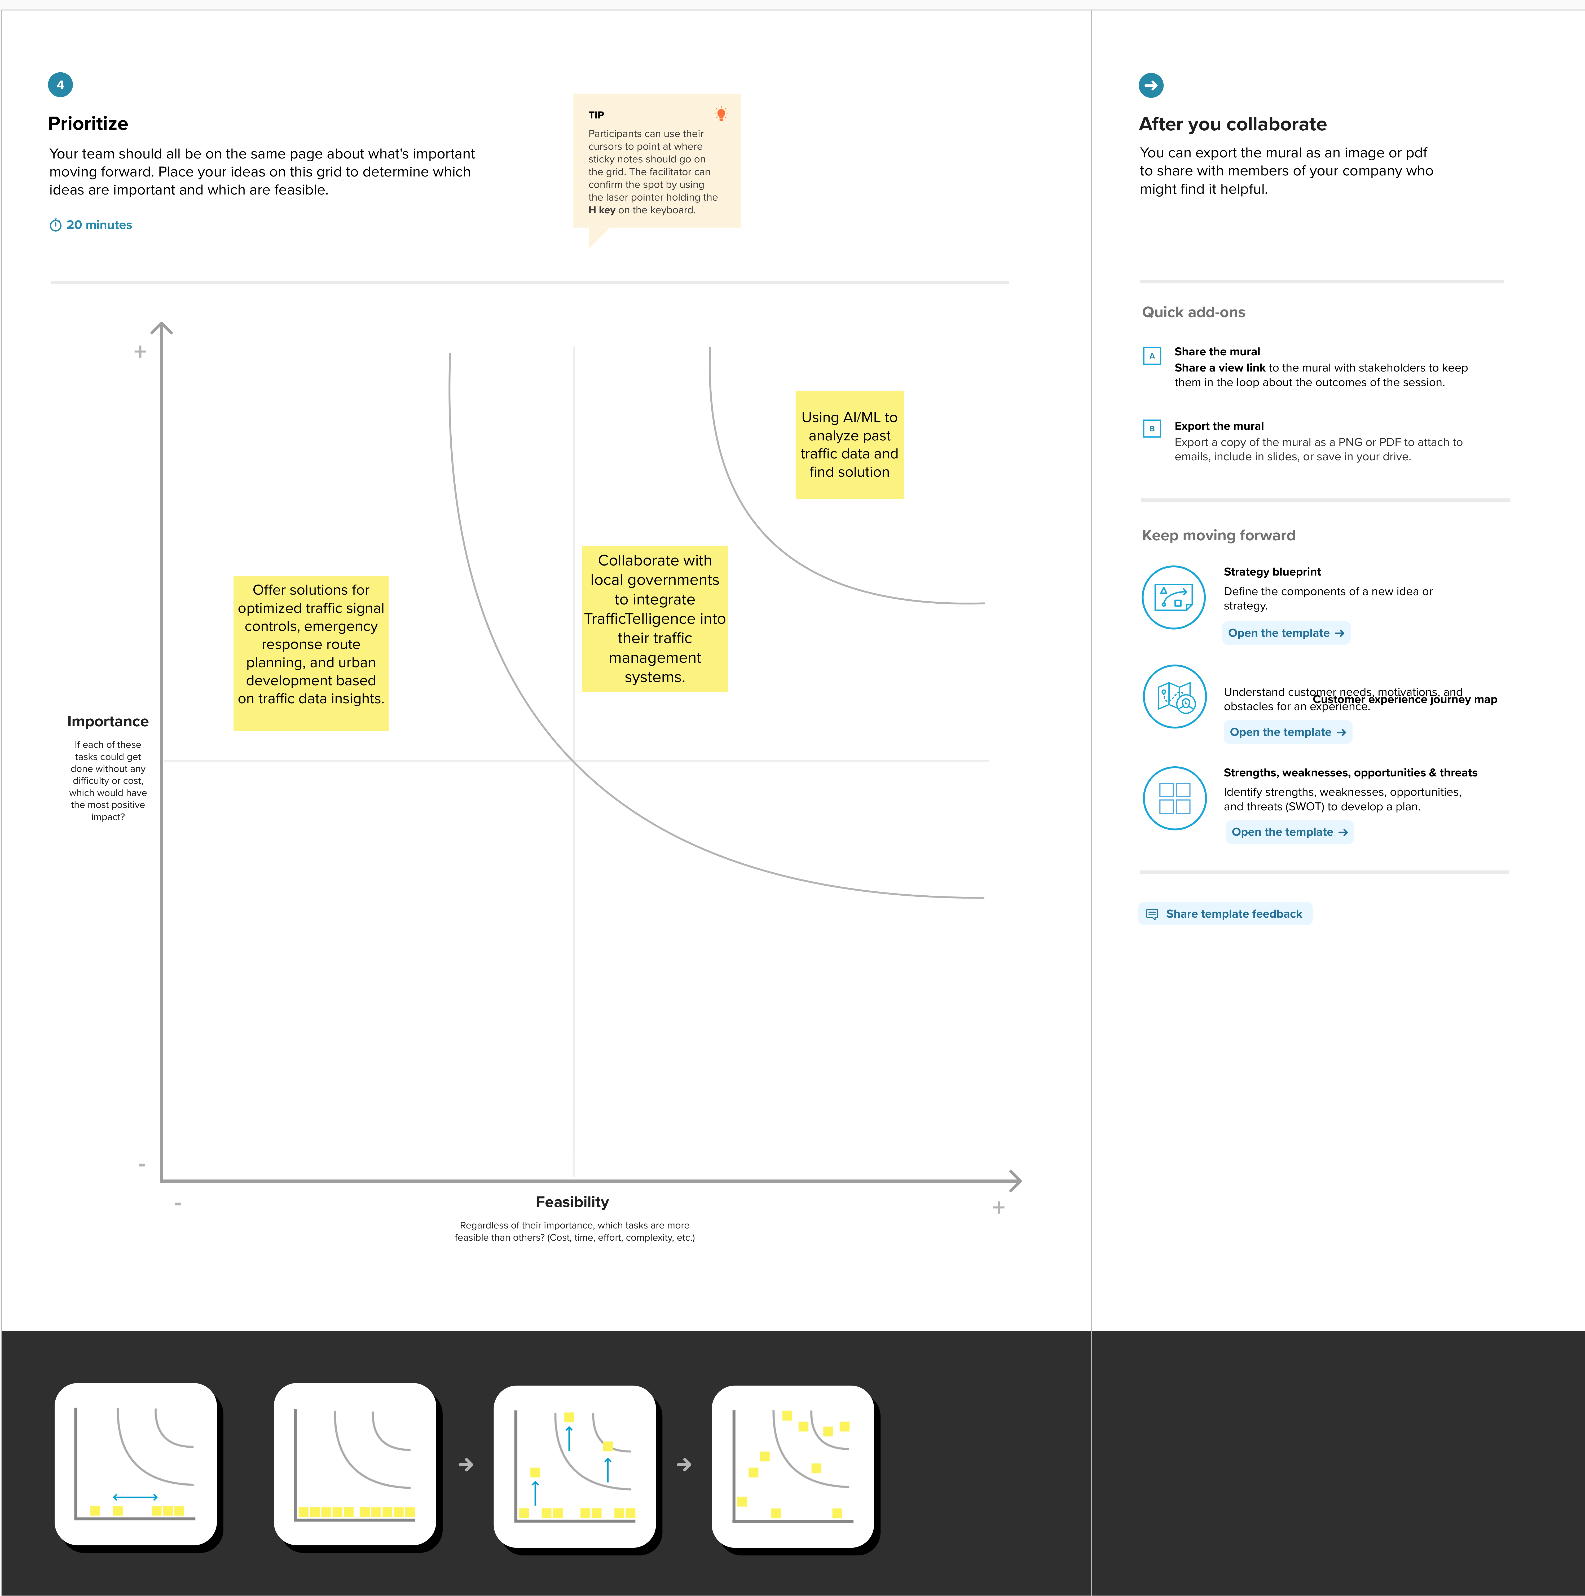 4
Prioritize
Your team should all be on the same page about what's important
moving forward. Place your ideas on this grid to determine which
ideas are important and which are feasible.
20 minutes
TIP
Participants can use their
cursors to point at where
sticky notes should go on
the grid. The facilitator can
confirm the spot by using
the laser pointer holding the
H key on the keyboard.
+
Using AI/ML to
analyze past
traffic data and
find solution
Collaborate with
local governments
to integrate
TrafficTelligence into
their traffic
management
systems.
Offer solutions for
optimized traffic signal
controls, emergency
response route
planning, and urban
development based
on traffic data insights.
Importance
If each of these
tasks could get
done without any
difficulty or cost,
which would have
the most positive
impact?
-
-
Feasibility
+
Regardless of their importance, which tasks are more
feasible than others? (Cost, time, effort, complexity, etc.)
After you collaborate
You can export the mural as an image or pdf
to share with members of your company who
might find it helpful.
Quick add-ons
A
Share the mural
Share a view link to the mural with stakeholders to keep
them in the loop about the outcomes of the session.
B
Export the mural
Export a copy of the mural as a PNG or PDF to attach to
emails, include in slides, or save in your drive.
Keep moving forward
Strategy blueprint
Define the components of a new idea or
strategy.
Open the template →
Understand customer needs, motivations, and
Customer experience journey map
obstacles for an experience.
Open the template →
Strengths, weaknesses, opportunities & threats
Identify strengths, weaknesses, opportunities,
and threats (SWOT) to develop a plan.
Open the template →
Share template feedback